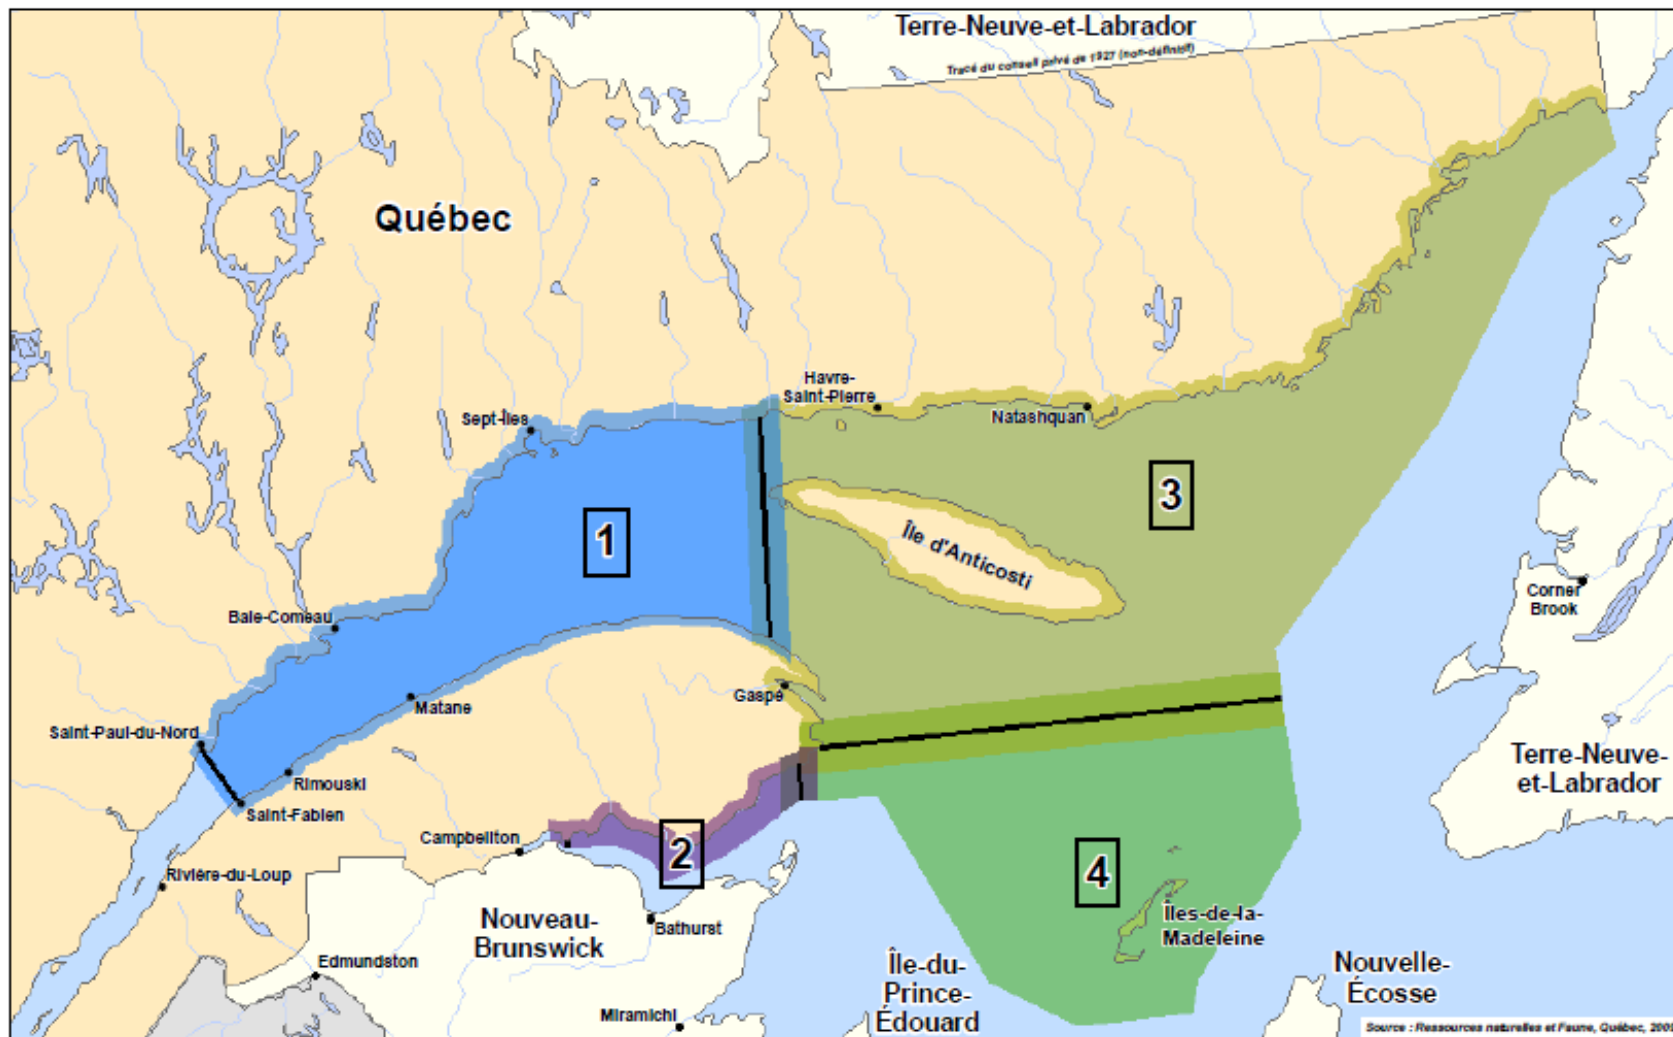 Terre-Neuve-et-Labrador
Tracé du conseil privé de 1927 (non-définitif)
Québec
Havre-
Saint-Pierre
Sept-Îles
Natashquan
3
1
Île d'Anticosti
Corner
Brook
Baie-Comeau
Gaspé
Matane
Saint-Paul-du-Nord
Terre-Neuve-
et-Labrador
Rimouski
Saint-Fabien
Campbellton
2
4
Rivière-du-Loup
Nouveau-
Brunswick
Bathurst
Îles-de-la-
Madeleine
Edmundston
Île-du-
Prince-
Édouard
Nouvelle-
Écosse
Miramichi
Source : Ressources naturelles et Faune, Québec, 2009